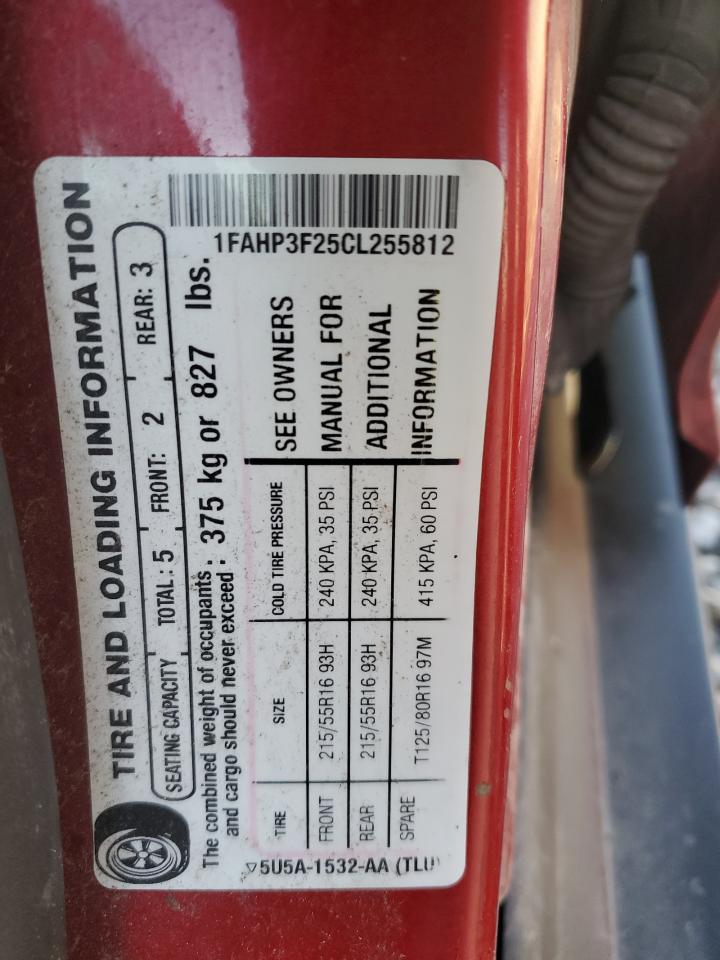 TIRE AND LOADING INFORMATION
SEATING CAPACITY TOTAL: 5 FRONT: 2 REAR: 3
The combined weight of occupants
and cargo should never exceed : 375 kg or 827 lbs.
TIRE SIZE COLD TIRE PRESSURE SEE OWNERS
FRONT 215/55R16 93H 240 KPA, 35 PSI MANUAL FOR
REAR 215/55R16 93H 240 KPA, 35 PSI ADDITIONAL
SPARE T125/80R16 97M 415 KPA, 60 PSI INFORMATION
5U5A-1532-AA (TLU)
1FAHP3F25CL255812